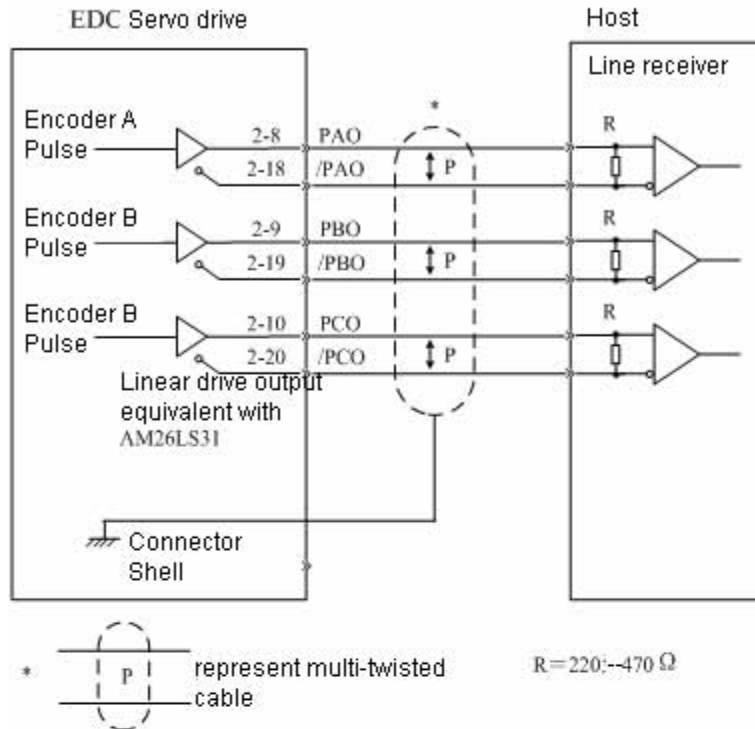 EDC Servo drive
Host
Line receiver
*
Encoder A
Pulse
2-8
PAO
2-18
/PAO
P
R
Encoder B
Pulse
2-9
PBO
2-19
/PBO
P
R
Encoder B
Pulse
2-10
PCO
2-20
/PCO
P
R
Linear drive output
equivalent with
AM26LS31
Connector
Shell
*
P
represent multi-twisted
cable
R=220;--470 Ω